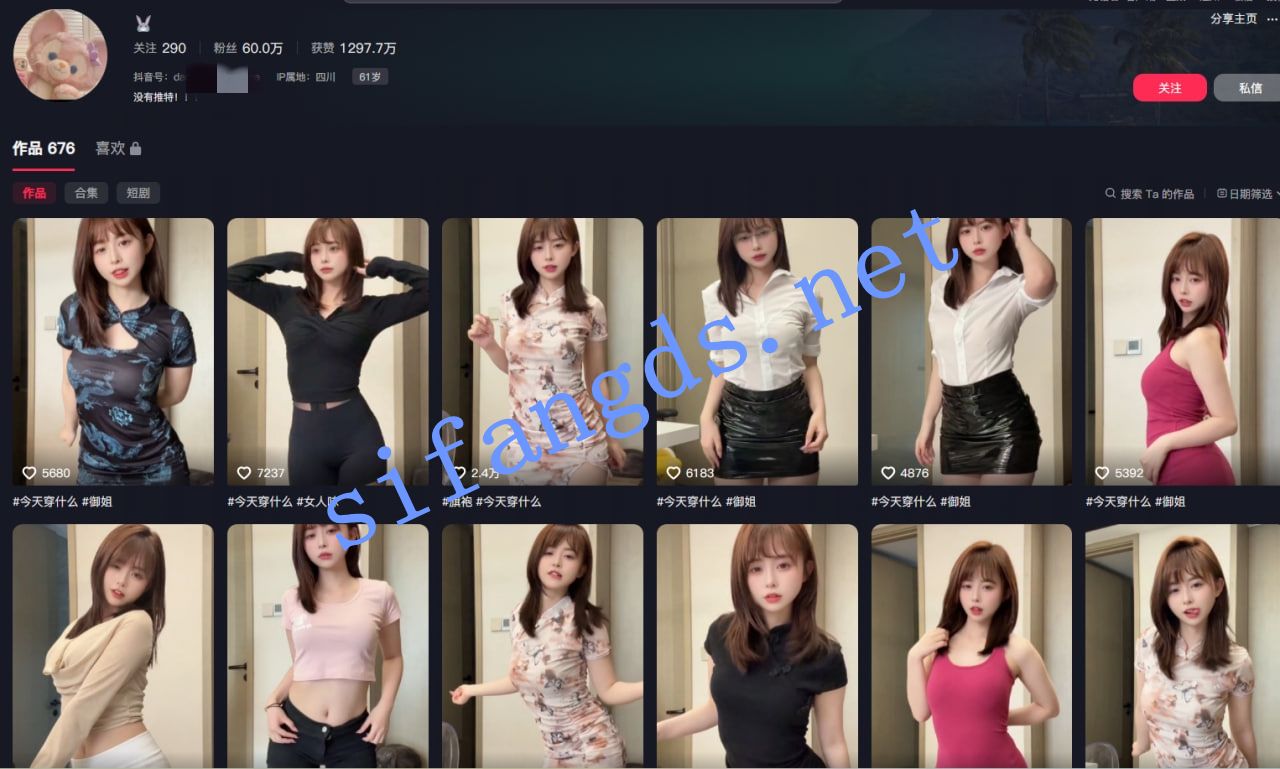 分享主页 ···
关注 290 粉丝 60.0万 获赞 1297.7万
抖音号: de IP属地: 四川 61岁
没有推特!
关注 私信
作品 676 喜欢
作品 合集 短剧
搜索 Ta 的作品 日期筛选
5680 7237 2.4万 6183 4876 5392
#今天穿什么 #御姐 #今天穿什么 #女人味 #旗袍 #今天穿什么 #今天穿什么 #御姐 #今天穿什么 #御姐 #今天穿什么 #御姐
sifangds.net